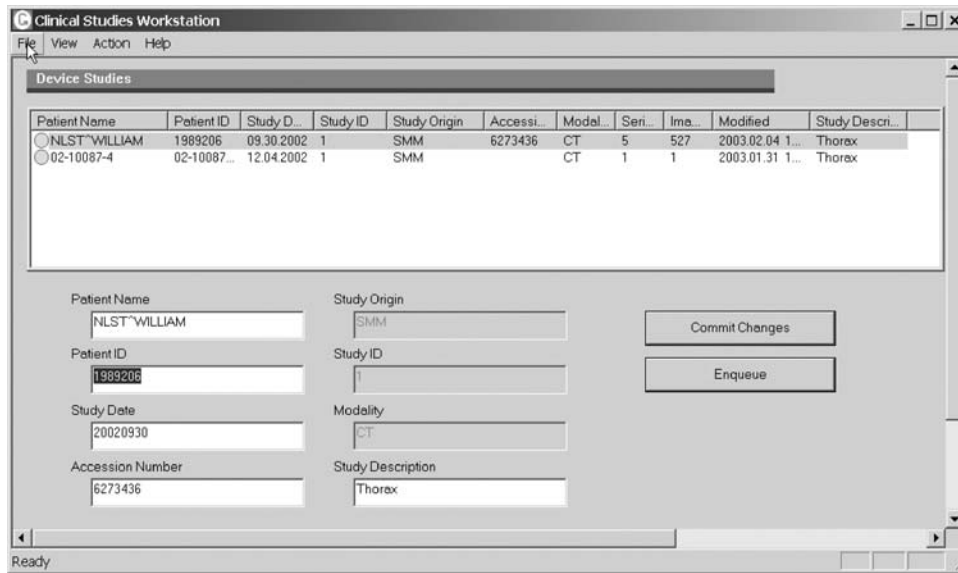 Clinical Studies Workstation
File View Action Help
Device Studies
Patient Name Patient ID Study D... Study ID Study Origin Accessi... Modal... Seri... Ima... Modified Study Descri...
NLST^WILLIAM 1989206 09.30.2002 1 SMM 6273436 CT 5 527 2003.02.04 1... Thorax
02-10087-4 02-10087... 12.04.2002 1 SMM CT 1 1 2003.01.31 1... Thorax
Patient Name Study Origin
NLST^WILLIAM SMM Commit Changes
Patient ID Study ID
1989206 1 Enqueue
Study Date Modality
20020930 CT
Accession Number Study Description
6273436 Thorax
Ready